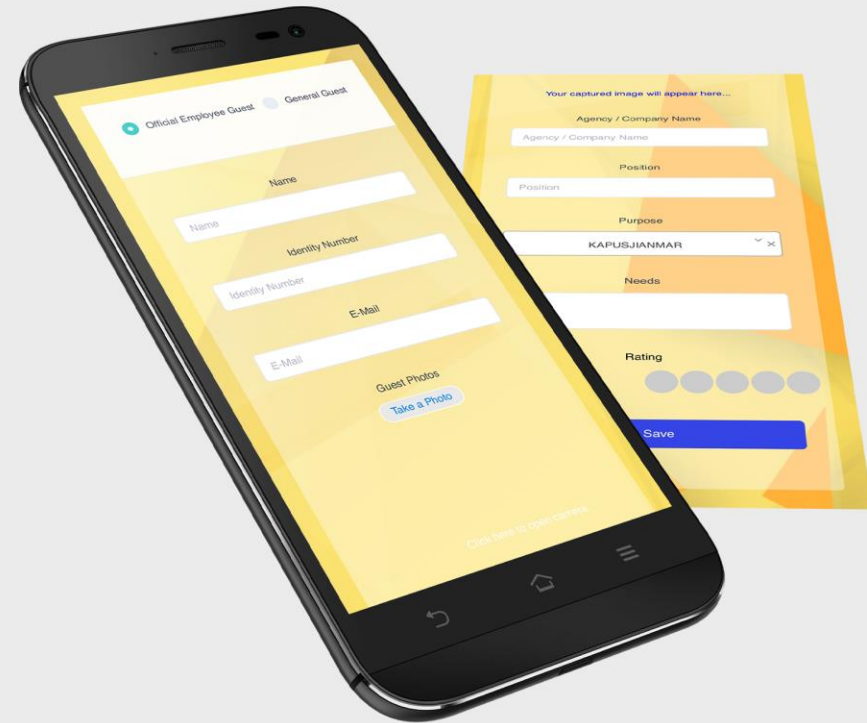 Official Employee Guest
General Guest
Name
Name
Identity Number
Identity Number
E-Mail
E-Mail
Guest Photos
Take a Photo
Click here to open camera
Your captured image will appear here...
Agency / Company Name
Agency / Company Name
Position
Position
Purpose
KAPUSJIANMAR
Needs
Rating
Save